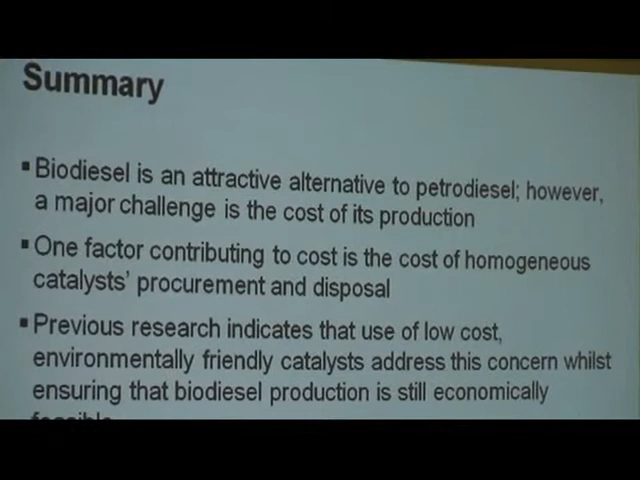 Summary
▪ Biodiesel is an attractive alternative to petrodiesel; however,
a major challenge is the cost of its production
▪ One factor contributing to cost is the cost of homogeneous
catalysts' procurement and disposal
▪ Previous research indicates that use of low cost,
environmentally friendly catalysts address this concern whilst
ensuring that biodiesel production is still economically
feasible